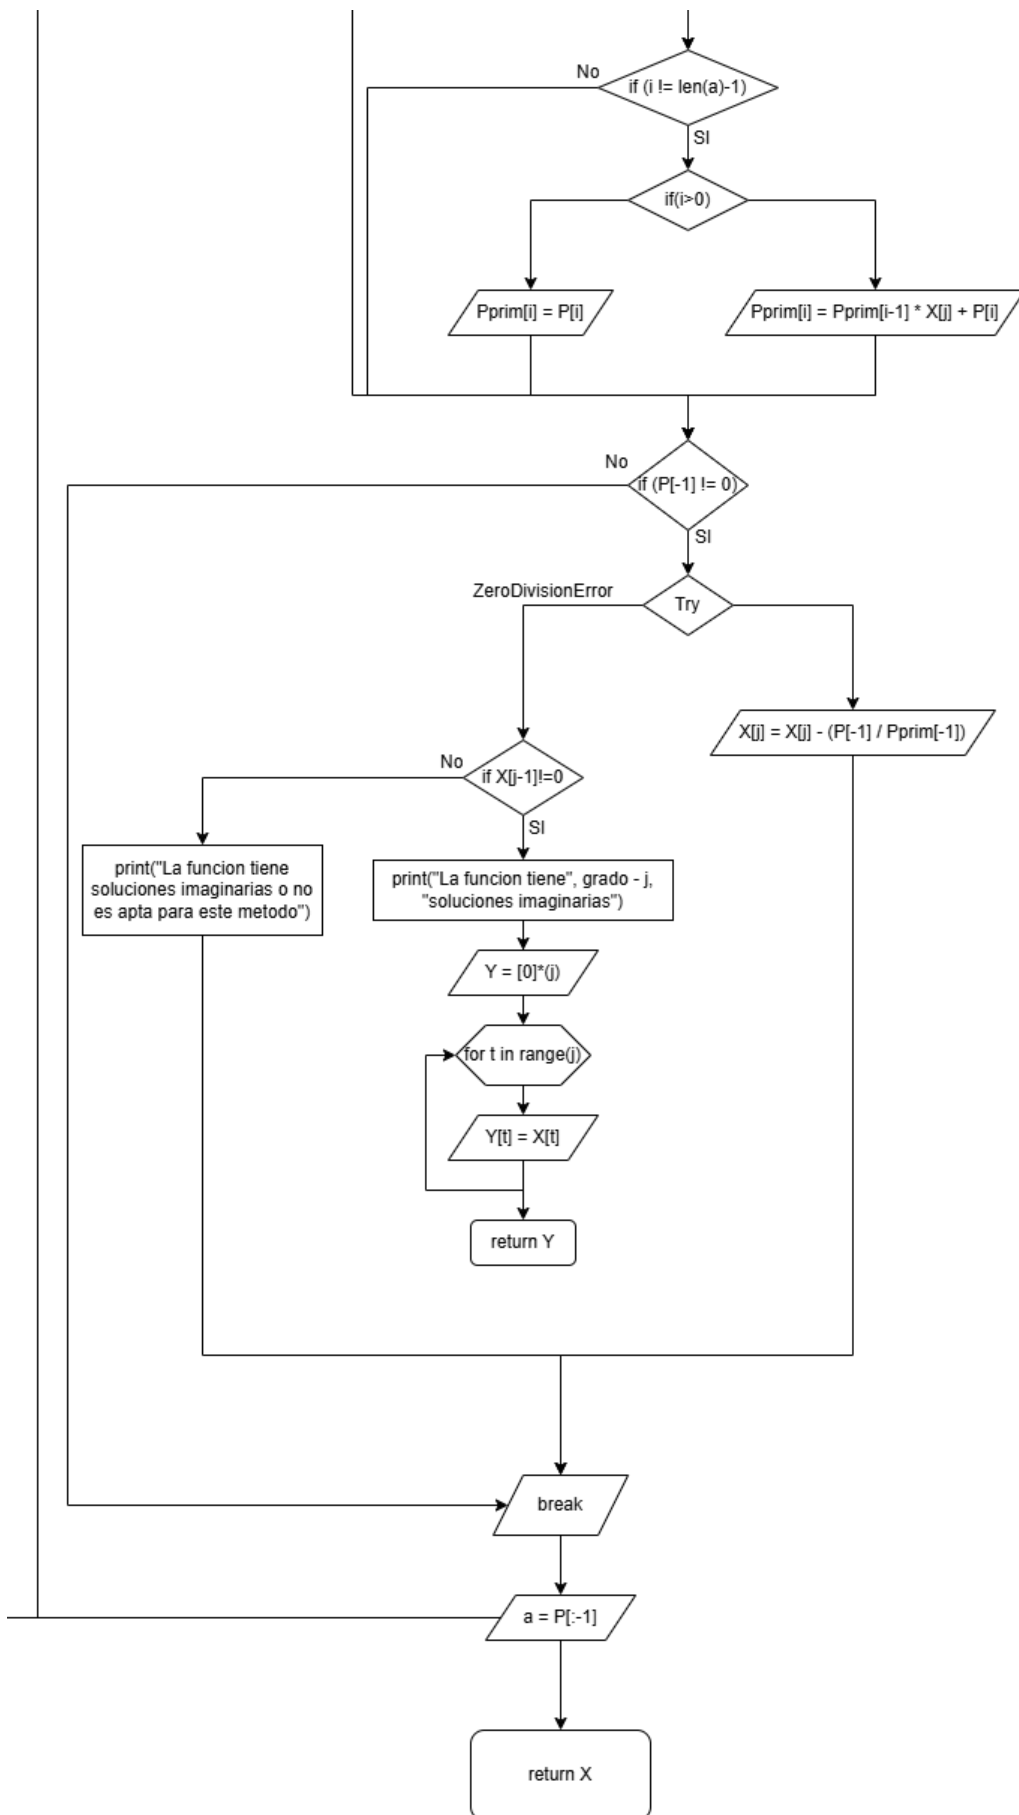 No
if (i != len(a)-1)
SI
if(i>0)
Pprim[i] = P[i]
Pprim[i] = Pprim[i-1] * X[j] + P[i]
No
if (P[-1] != 0)
SI
ZeroDivisionError
Try
X[j] = X[j] - (P[-1] / Pprim[-1])
No
if X[j-1]!=0
SI
print("La funcion tiene
soluciones imaginarias o no
es apta para este metodo")
print("La funcion tiene", grado - j,
"soluciones imaginarias")
Y = [0]*(j)
for t in range(j)
Y[t] = X[t]
return Y
break
a = P[:-1]
return X